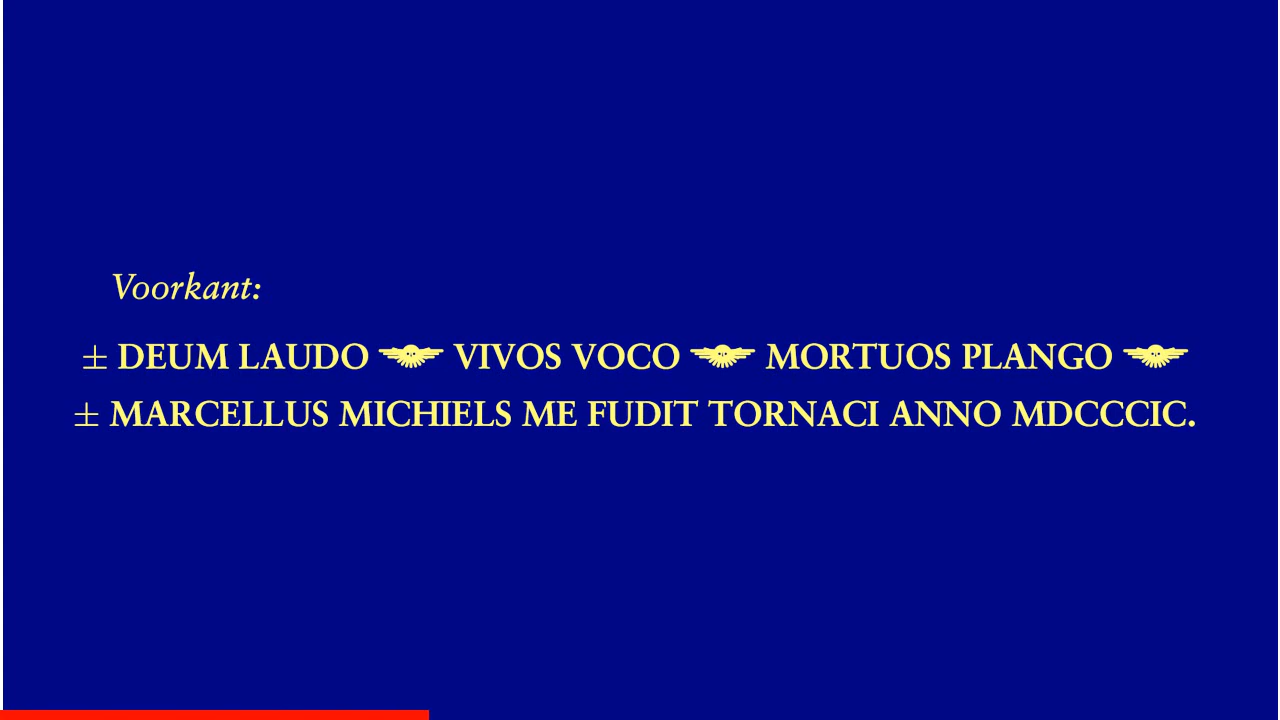 Voorkant:
± DEUM LAUDO VIVOS VOCO MORTUOS PLANGO
± MARCELLUS MICHIELS ME FUDIT TORNACI ANNO MDCCCIC.